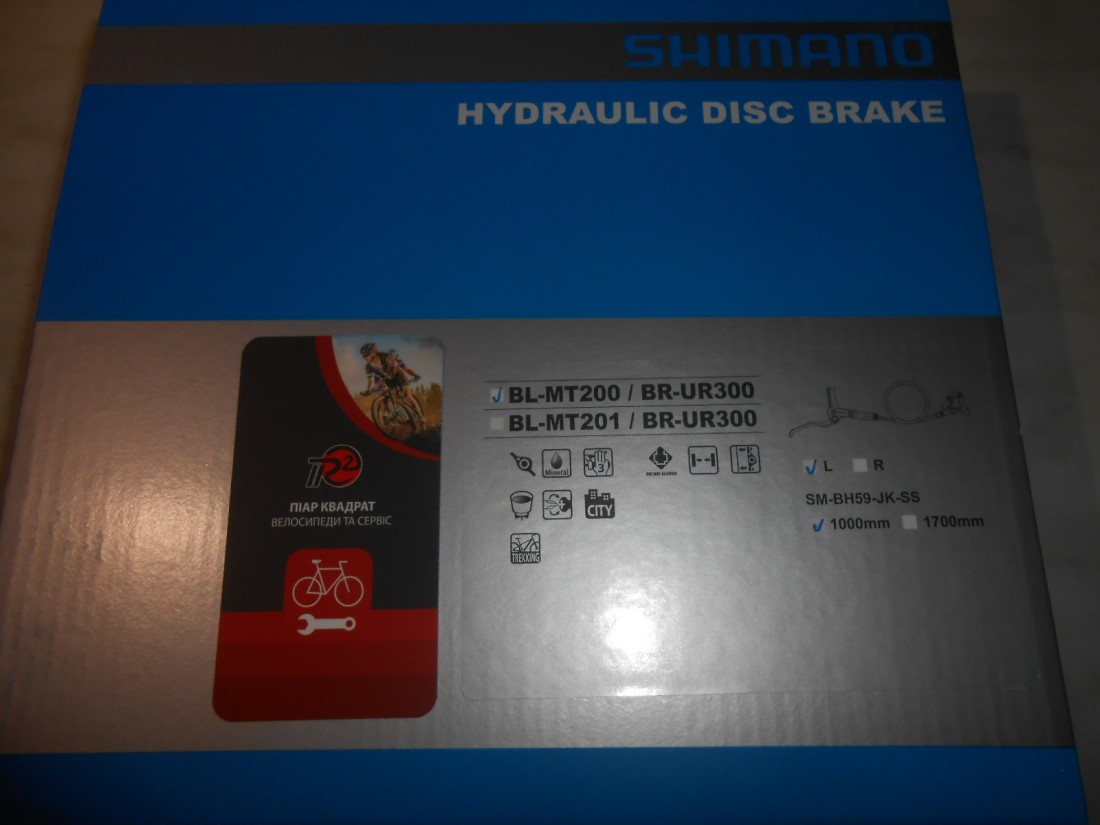 SHIMANO
HYDRAULIC DISC BRAKE
ПІАР КВАДРАТ
ВЕЛОСИПЕДИ ТА СЕРВІС
BL-MT200 / BR-UR300
BL-MT201 / BR-UR300
Mineral
3
CITY
TREKKING
L R
SM-BH59-JK-SS
1000mm 1700mm